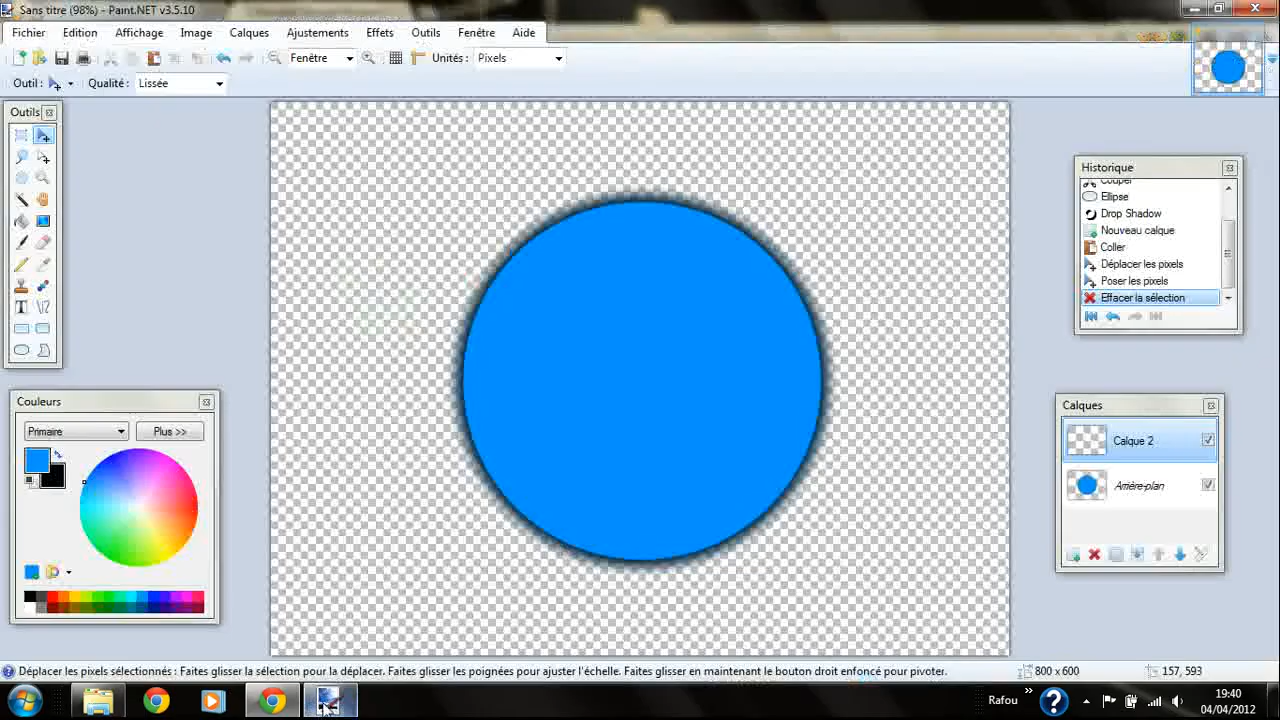 Sans titre (98%) - Paint.NET v3.5.10
Fichier Edition Affichage Image Calques Ajustements Effets Outils Fenêtre Aide
Fenêtre Unités : Pixels
Outil : Qualité : Lissée
Outils
Historique
Couper
Ellipse
Drop Shadow
Nouveau calque
Coller
Déplacer les pixels
Poser les pixels
Effacer la sélection
Couleurs
Primaire Plus >>
Calques
Calque 2
Arrière-plan
Déplacer les pixels sélectionnés : Faites glisser la sélection pour la déplacer. Faites glisser les poignées pour ajuster l'échelle. Faites glisser en maintenant le bouton droit enfoncé pour pivoter. 800 x 600 157, 593
Rafou » 19:40
04/04/2012